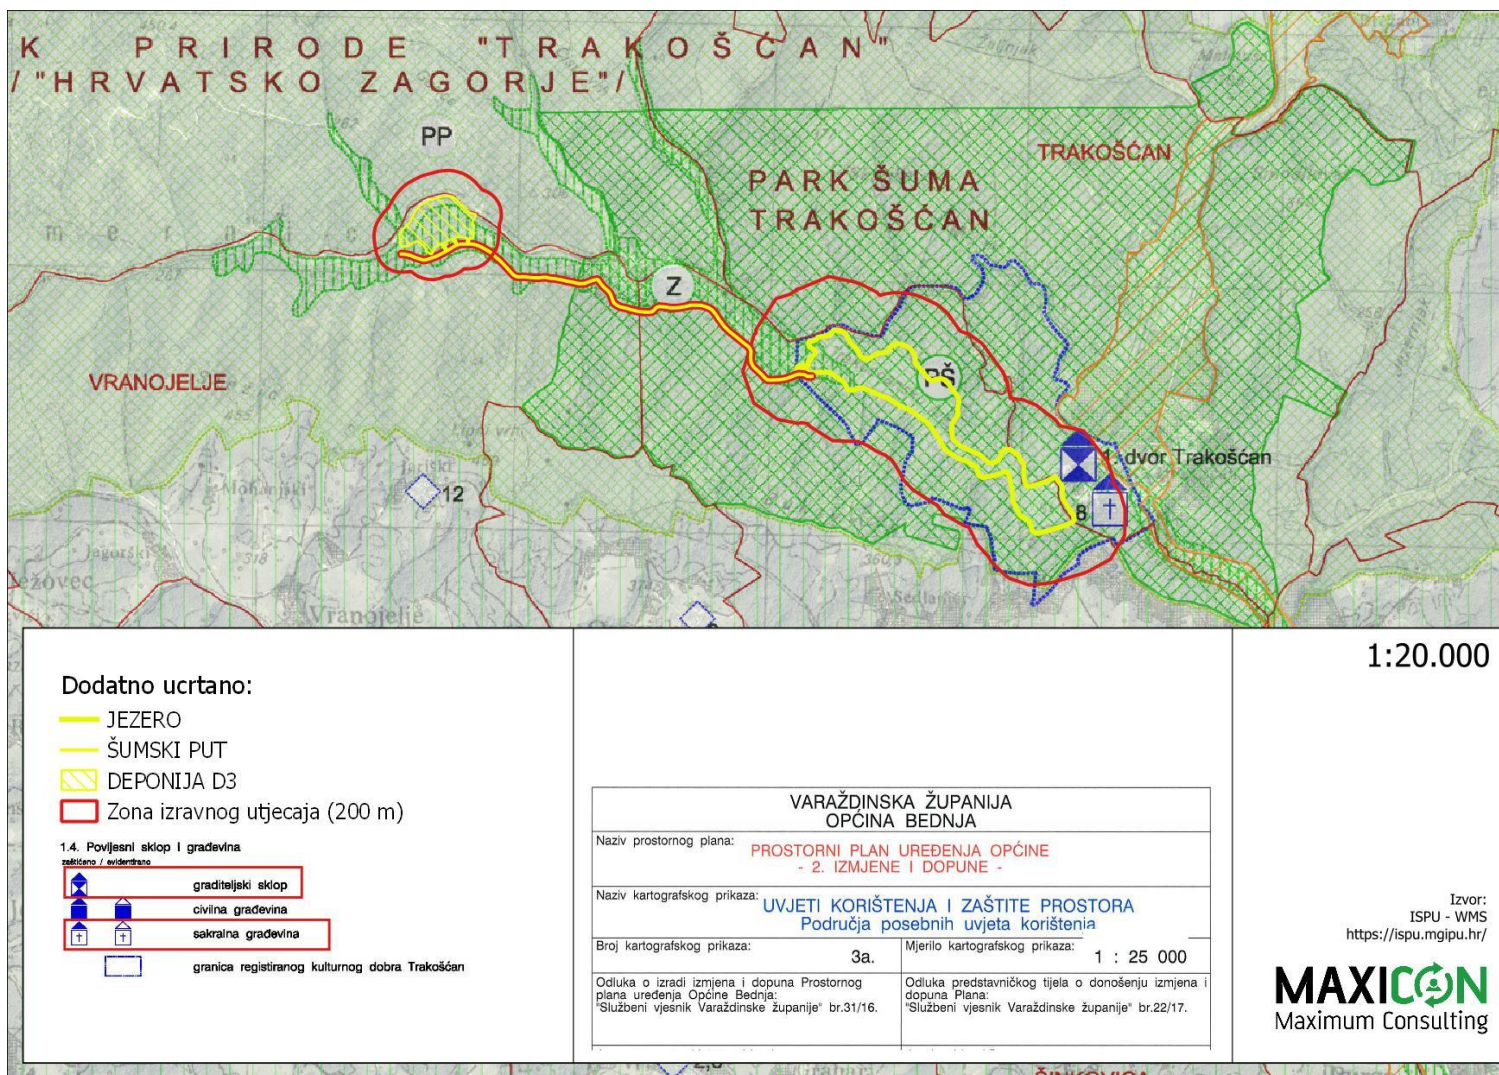 K PRIRODE "TRAKOŠĆAN"
/"HRVATSKO ZAGORJE"/
PP
TRAKOŠĆAN
PARK ŠUMA
TRAKOŠĆAN
Z
VRANOJELJE
PŠ
1. dvor Trakošćan
8
12
Vranojelje
1:20.000
Dodatno ucrtano:
JEZERO
ŠUMSKI PUT
DEPONIJA D3
Zona izravnog utjecaja (200 m)
1.4. Povijesni sklop i građevina
zaštićeno / evidentirano
graditeljski sklop
civilna građevina
sakralna građevina
granica registiranog kulturnog dobra Trakošćan
VARAŽDINSKA ŽUPANIJA
OPĆINA BEDNJA
Naziv prostornog plana:
PROSTORNI PLAN UREĐENJA OPĆINE
- 2. IZMJENE I DOPUNE -
Naziv kartografskog prikaza:
UVJETI KORIŠTENJA I ZAŠTITE PROSTORA
Područja posebnih uvjeta korištenja
Broj kartografskog prikaza:
3a.
Mjerilo kartografskog prikaza:
1 : 25 000
Odluka o izradi izmjena i dopuna Prostornog
plana uređenja Općine Bednja:
"Službeni vjesnik Varaždinske županije" br.31/16.
Odluka predstavničkog tijela o donošenju izmjena i
dopuna Plana:
"Službeni vjesnik Varaždinske županije" br.22/17.
Izvor:
ISPU - WMS
https://ispu.mgipu.hr/
MAXICON
Maximum Consulting